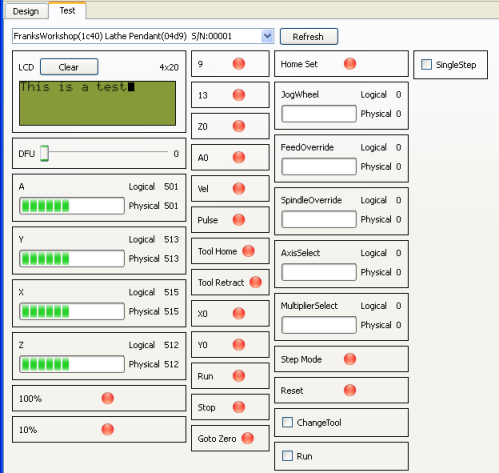 Design Test
FranksWorkshop(1c40) Lathe Pendant(04d9) S/N:00001 Refresh
LCD Clear 4x20
This is a test
DFU 0
A Logical 501
Physical 501
Y Logical 513
Physical 513
X Logical 515
Physical 515
Z Logical 512
Physical 512
100%
10%
9
13
Z0
A0
Vel
Pulse
Tool Home
Tool Retract
X0
Y0
Run
Stop
Goto Zero
Home Set
JogWheel Logical 0
Physical 0
FeedOverride Logical 0
Physical 0
SpindleOverride Logical 0
Physical 0
AxisSelect Logical 0
Physical 0
MultiplierSelect Logical 0
Physical 0
Step Mode
Reset
ChangeTool
Run
SingleStep